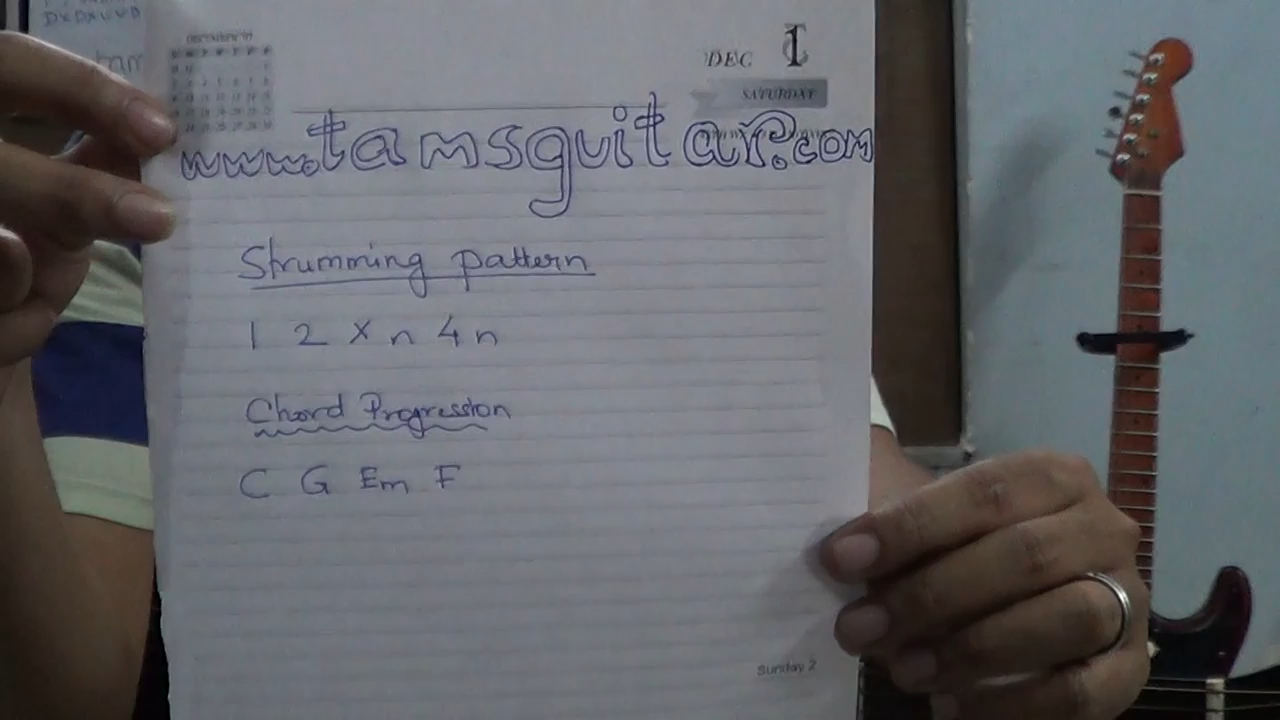 DEC 1
SATURDAY
www.tamsguitar.com
Strumming pattern
1 2 x n 4 n
Chord Progression
C G Em F
Sunday 2